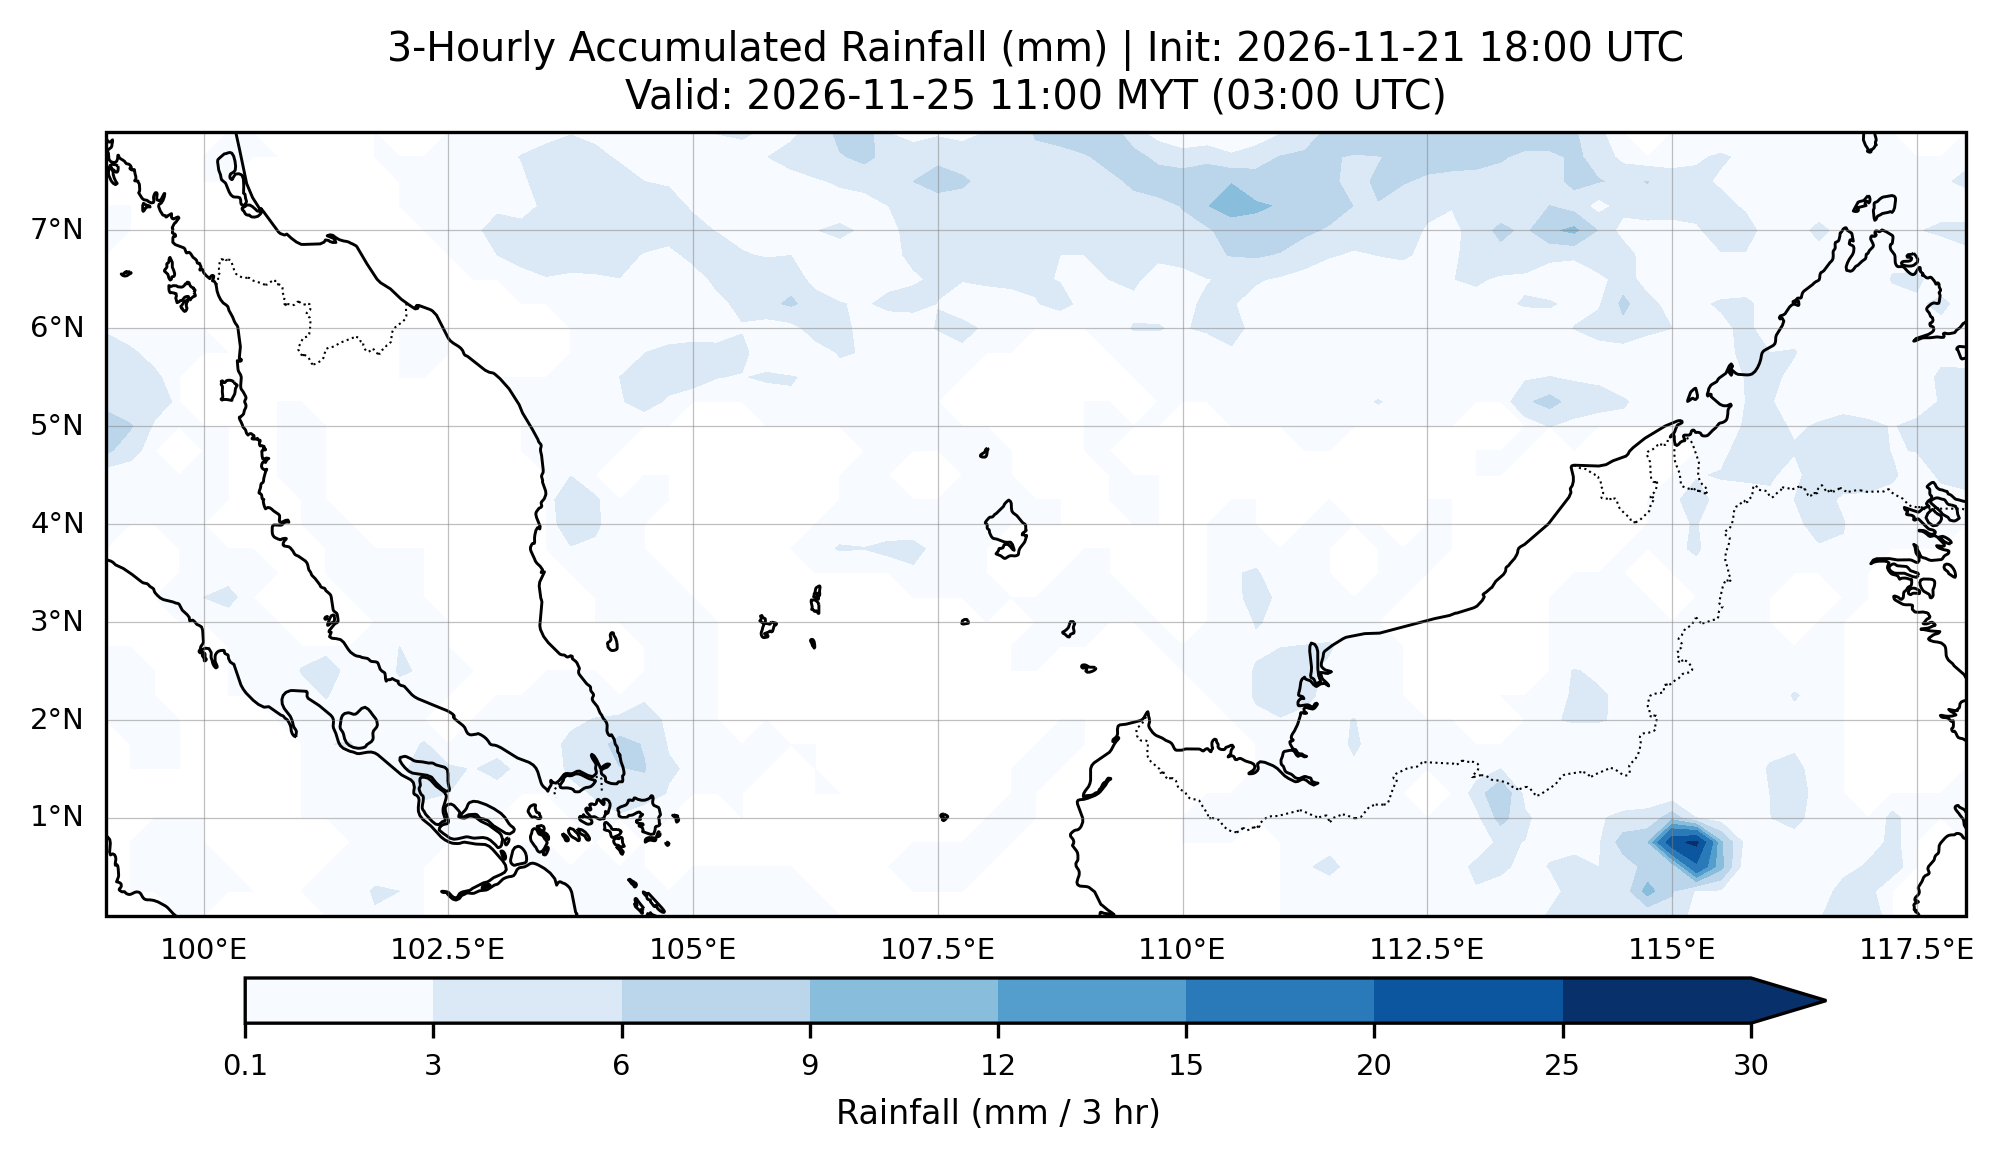 3-Hourly Accumulated Rainfall (mm) | Init: 2026-11-21 18:00 UTC
Valid: 2026-11-25 11:00 MYT (03:00 UTC)
7°N
6°N
5°N
4°N
3°N
2°N
1°N
100°E 102.5°E 105°E 107.5°E 110°E 112.5°E 115°E 117.5°E
0.1 3 6 9 12 15 20 25 30
Rainfall (mm / 3 hr)